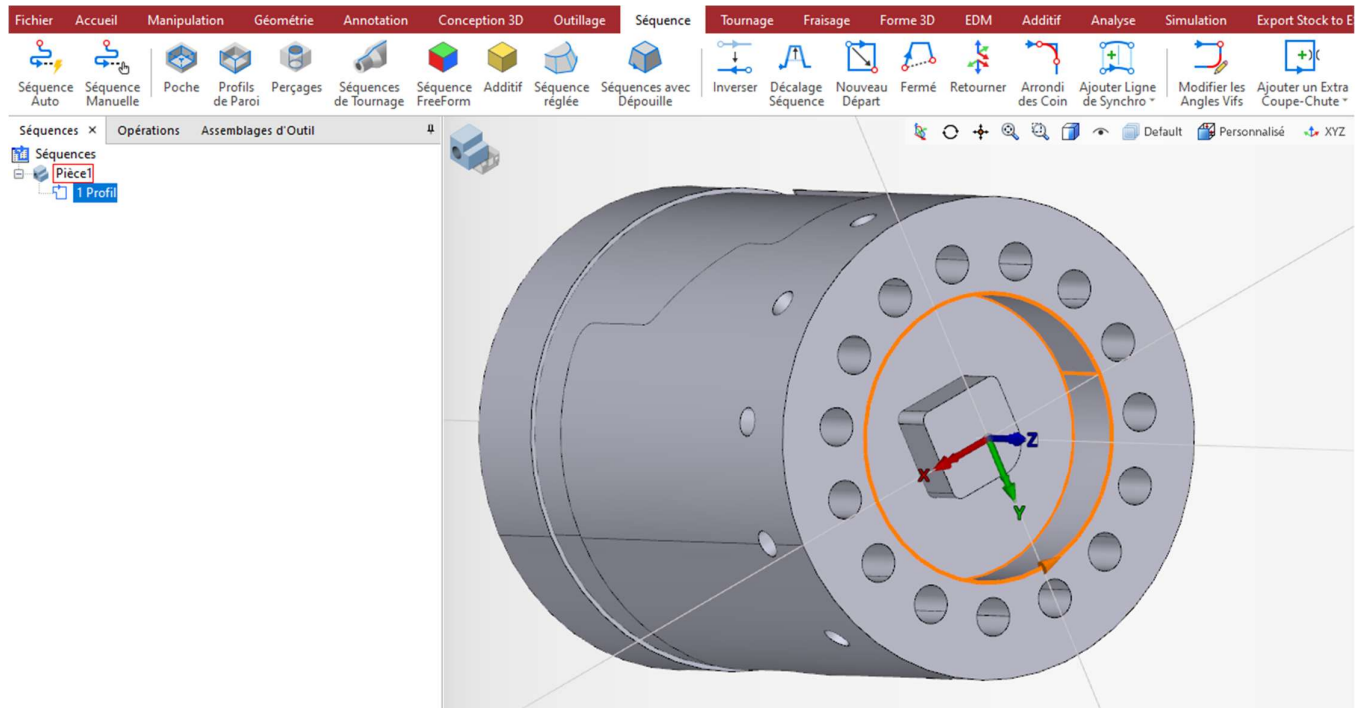 Fichier Accueil Manipulation Géométrie Annotation Conception 3D Outillage Séquence Tournage Fraisage Forme 3D EDM Additif Analyse Simulation Export Stock to E
Séquence Auto
Séquence Manuelle
Poche
Profils de Paroi
Perçages
Séquences de Tournage
Séquence FreeForm
Additif
Séquence réglée
Séquences avec Dépouille
Inverser
Décalage Séquence
Nouveau Départ
Fermé
Retourner
Arrondi des Coin
Ajouter Ligne de Synchro
Modifier les Angles Vifs
Ajouter un Extra Coupe-Chute
Séquences × Opérations Assemblages d'Outil
Default Personnalisé XYZ
Séquences
Pièce1
1 Profil
Z
X
Y